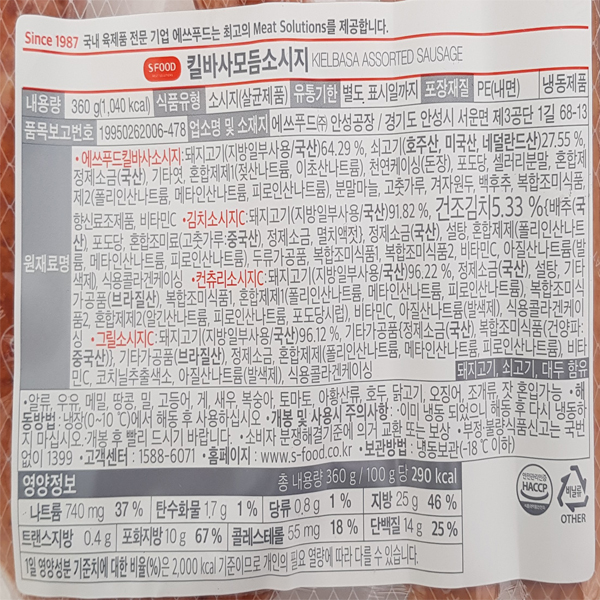 Since 1987 국내 육제품 전문 기업 에쓰푸드는 최고의 Meat Solutions를 제공합니다.
S FOOD 킬바사모듬소시지 KIELBASA ASSORTED SAUSAGE
내용량 360 g(1,040 kcal) 식품유형 소시지(살균제품) 유통기한 별도 표시일까지 포장재질 PE(내면) 냉동제품
품목보고번호 19950262006-478 업소명 및 소재지 에쓰푸드㈜ 안성공장 / 경기도 안성시 서운면 제3공단 1길 68-13
원재료명
• 에쓰푸드킬바사소시지:돼지고기(지방일부사용/국산)64.29 %, 쇠고기(호주산, 미국산, 네덜란드산)27.55 %,
정제소금(국산), 기타엿, 혼합제제1(젖산나트륨, 이초산나트륨), 천연케이싱(돈장), 포도당, 셀러리분말, 혼합제
제2(폴리인산나트륨, 메타인산나트륨, 피로인산나트륨), 분말마늘, 고춧가루, 겨자원두, 백후추, 복합조미식품,
향신료조제품, 비타민C •김치소시지C:돼지고기(지방일부사용/국산)91.82 %, 건조김치5.33 %{배추(국
산), 포도당, 혼합조미료(고춧가루:중국산), 정제소금, 멸치액젓}, 정제소금(국산), 설탕, 혼합제제(폴리인산나트
륨, 메타인산나트륨, 피로인산나트륨), 두류가공품, 복합조미식품1, 복합조미식품2, 비타민C, 아질산나트륨(발
색제), 식용콜라겐케이싱 •컨츄리소시지C:돼지고기(지방일부사용/국산)96.22 %, 정제소금(국산), 설탕, 기타
가공품(브라질산), 복합조미식품1, 혼합제제1(폴리인산나트륨, 메타인산나트륨, 피로인산나트륨), 복합조미식
품2, 혼합제제2(알긴산나트륨, 피로인산나트륨, 포도당시럽), 비타민C, 아질산나트륨(발색제), 식용콜라겐케이
싱 •그릴소시지C:돼지고기(지방일부사용/국산)96.12 %, 기타가공품(정제소금(국산), 복합조미식품(건양파:
중국산)), 기타가공품(브라질산), 정제소금, 혼합제제(폴리인산나트륨, 메타인산나트륨, 피로인산나트륨), 비타
민C, 코치닐추출색소, 아질산나트륨(발색제), 식용콜라겐케이싱 돼지고기, 쇠고기, 대두 함유
•알류, 우유, 메밀, 땅콩, 밀, 고등어, 게, 새우, 복숭아, 토마토, 아황산류, 호두, 닭고기, 오징어, 조개류, 잣 혼입가능 •해
동방법 : 냉장(0~10 ℃)에서 해동 후 사용하십시오 •개봉 및 사용시 주의사항 : 이미 냉동 되었으니 해동 후 다시 냉동하
지 마십시오.개봉 후 빨리 드시기 바랍니다. •소비자 분쟁해결기준에 의거 교환 또는 보상 •부정·불량식품신고는 국번
없이 1399 •고객센터 : 1588-6071 •홈페이지 : www.s-food.co.kr •보관방법 : 냉동보관(-18 ℃ 이하)
영양정보 총 내용량 360 g / 100 g 당 290 kcal
나트륨 740 mg 37 % 탄수화물 1.7 g 1 % 당류 0.8 g 1 % 지방 25 g 46 %
트랜스지방 0.4 g 포화지방 10 g 67 % 콜레스테롤 55 mg 18 % 단백질 14 g 25 %
1일 영양성분 기준치에 대한 비율(%)은 2,000 kcal 기준이므로 개인의 필요 열량에 따라 다를 수 있습니다.
HACCP
비닐류
OTHER